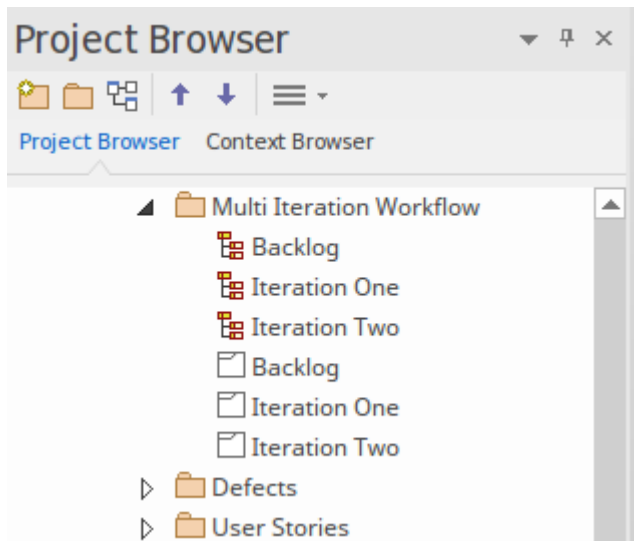 Project Browser
Project Browser Context Browser
Multi Iteration Workflow
Backlog
Iteration One
Iteration Two
Backlog
Iteration One
Iteration Two
Defects
User Stories